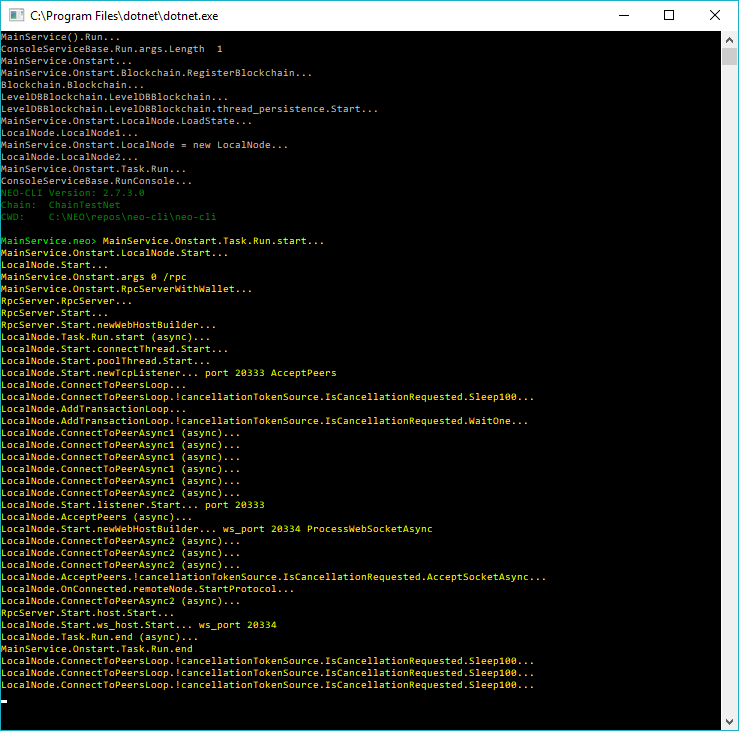 C:\Program Files\dotnet\dotnet.exe
MainService().Run...
ConsoleServiceBase.Run.args.Length  1
MainService.Onstart...
MainService.Onstart.Blockchain.RegisterBlockchain...
Blockchain.Blockchain...
LevelDBBlockchain.LevelDBBlockchain...
LevelDBBlockchain.LevelDBBlockchain.thread_persistence.Start...
MainService.Onstart.LocalNode.LoadState...
LocalNode.LocalNode1...
MainService.Onstart.LocalNode = new LocalNode...
LocalNode.LocalNode2...
MainService.Onstart.Task.Run...
ConsoleServiceBase.RunConsole...
NEO-CLI Version: 2.7.3.0
Chain:  ChainTestNet
CWD:    C:\NEO\repos\neo-cli\neo-cli
MainService.neo> MainService.Onstart.Task.Run.start...
MainService.Onstart.LocalNode.Start...
LocalNode.Start...
MainService.Onstart.args 0 /rpc
MainService.Onstart.RpcServerWithWallet...
RpcServer.RpcServer...
RpcServer.Start...
RpcServer.Start.newWebHostBuilder...
LocalNode.Task.Run.start (async)...
LocalNode.Start.connectThread.Start...
LocalNode.Start.poolThread.Start...
LocalNode.Start.newTcpListener... port 20333 AcceptPeers
LocalNode.ConnectToPeersLoop...
LocalNode.ConnectToPeersLoop.!cancellationTokenSource.IsCancellationRequested.Sleep100...
LocalNode.AddTransactionLoop...
LocalNode.AddTransactionLoop.!cancellationTokenSource.IsCancellationRequested.WaitOne...
LocalNode.ConnectToPeerAsync1 (async)...
LocalNode.ConnectToPeerAsync1 (async)...
LocalNode.ConnectToPeerAsync1 (async)...
LocalNode.ConnectToPeerAsync1 (async)...
LocalNode.ConnectToPeerAsync1 (async)...
LocalNode.ConnectToPeerAsync2 (async)...
LocalNode.Start.listener.Start... port 20333
LocalNode.AcceptPeers (async)...
LocalNode.Start.newWebHostBuilder... ws_port 20334 ProcessWebSocketAsync
LocalNode.ConnectToPeerAsync2 (async)...
LocalNode.ConnectToPeerAsync2 (async)...
LocalNode.ConnectToPeerAsync2 (async)...
LocalNode.AcceptPeers.!cancellationTokenSource.IsCancellationRequested.AcceptSocketAsync...
LocalNode.OnConnected.remoteNode.StartProtocol...
LocalNode.ConnectToPeerAsync2 (async)...
RpcServer.Start.host.Start...
LocalNode.Start.ws_host.Start... ws_port 20334
LocalNode.Task.Run.end (async)...
MainService.Onstart.Task.Run.end
LocalNode.ConnectToPeersLoop.!cancellationTokenSource.IsCancellationRequested.Sleep100...
LocalNode.ConnectToPeersLoop.!cancellationTokenSource.IsCancellationRequested.Sleep100...
LocalNode.ConnectToPeersLoop.!cancellationTokenSource.IsCancellationRequested.Sleep100...